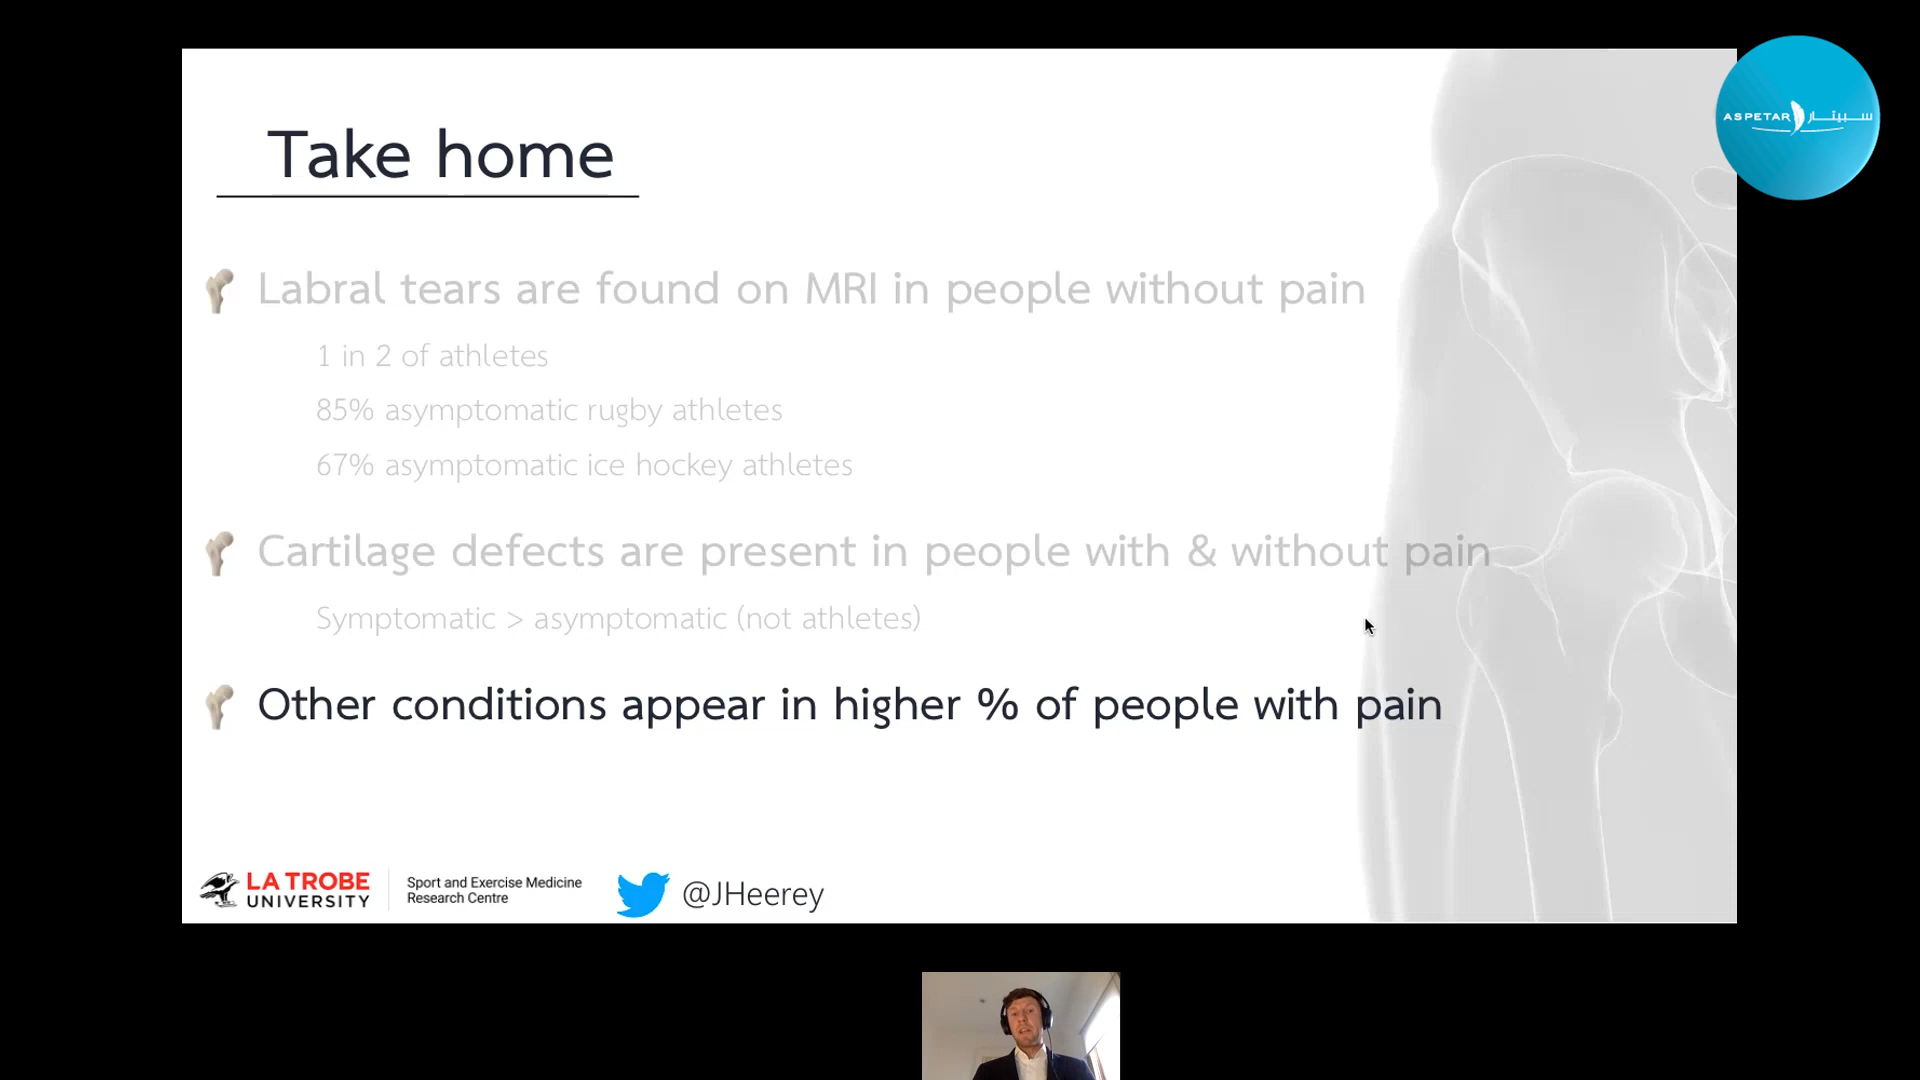 Take home
Labral tears are found on MRI in people without pain
1 in 2 of athletes
85% asymptomatic rugby athletes
67% asymptomatic ice hockey athletes
Cartilage defects are present in people with & without pain
Symptomatic > asymptomatic (not athletes)
Other conditions appear in higher % of people with pain
LA TROBE
UNIVERSITY
Sport and Exercise Medicine
Research Centre
@JHeerey
ASPETAR سبيتار